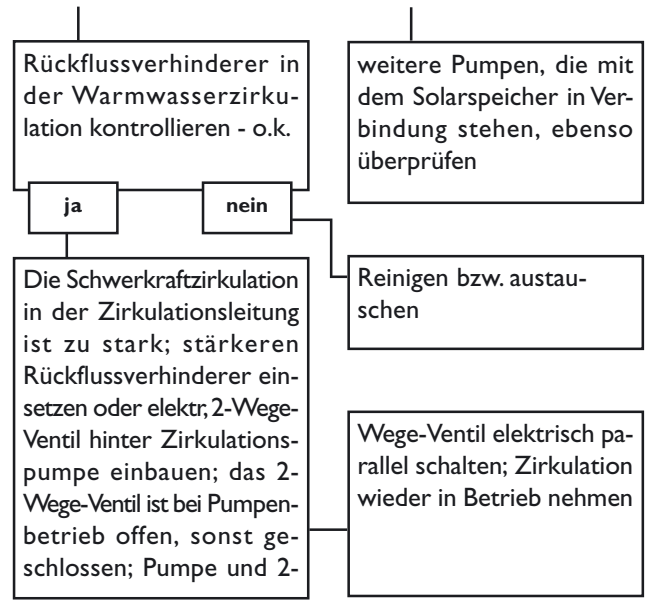 Rückflussverhinderer in
der Warmwasserzirku-
lation kontrollieren - o.k.
weitere Pumpen, die mit
dem Solarspeicher in Ver-
bindung stehen, ebenso
überprüfen
ja
nein
Reinigen bzw. austau-
schen
Die Schwerkraftzirkulation
in der Zirkulationsleitung
ist zu stark; stärkeren
Rückflussverhinderer ein-
setzen oder elektr, 2-Wege-
Ventil hinter Zirkulations-
pumpe einbauen; das 2-
Wege-Ventil ist bei Pumpen-
betrieb offen, sonst ge-
schlossen; Pumpe und 2-
Wege-Ventil elektrisch pa-
rallel schalten; Zirkulation
wieder in Betrieb nehmen